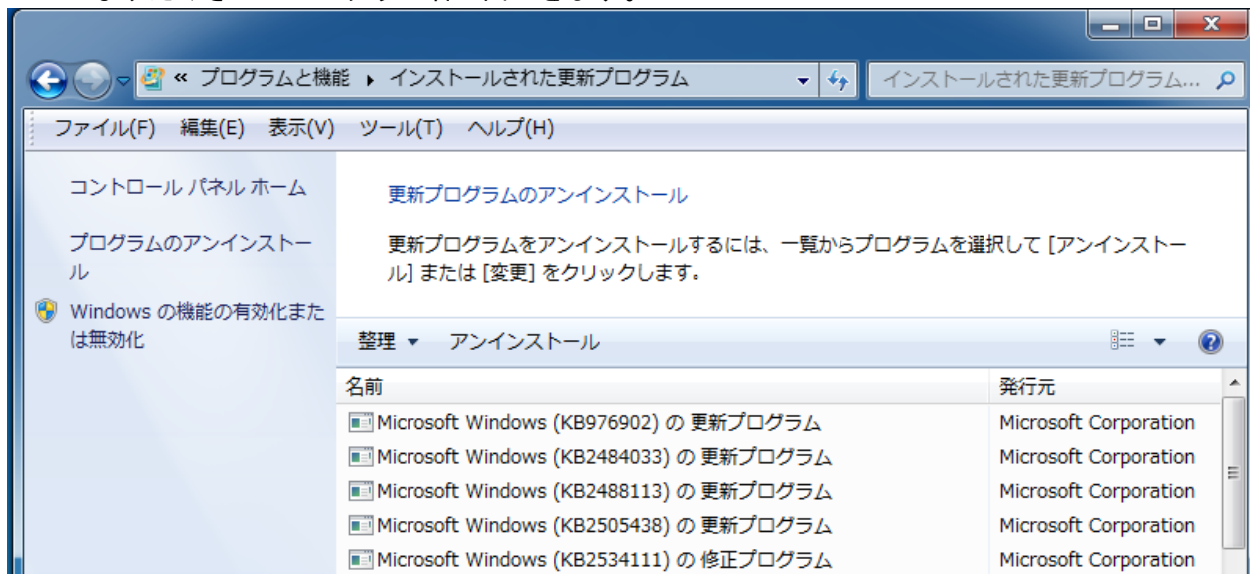 プログラムと機能 インストールされた更新プログラム インストールされた更新プログラム...
ファイル(F) 編集(E) 表示(V) ツール(T) ヘルプ(H)
コントロール パネル ホーム
プログラムのアンインストー
ル
Windows の機能の有効化また
は無効化
更新プログラムのアンインストール
更新プログラムをアンインストールするには、一覧からプログラムを選択して [アンインストー
ル] または [変更] をクリックします。
整理 アンインストール
名前 発行元
Microsoft Windows (KB976902) の 更新プログラム Microsoft Corporation
Microsoft Windows (KB2484033) の 更新プログラム Microsoft Corporation
Microsoft Windows (KB2488113) の 更新プログラム Microsoft Corporation
Microsoft Windows (KB2505438) の 更新プログラム Microsoft Corporation
Microsoft Windows (KB2534111) の 修正プログラム Microsoft Corporation